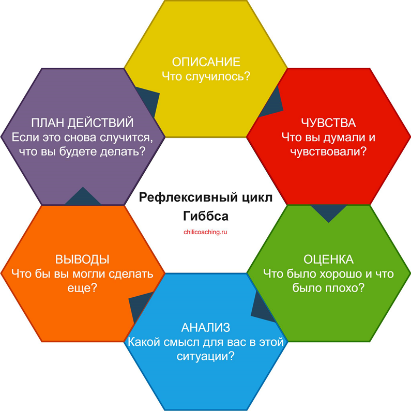 ОПИСАНИЕ
Что случилось?
ЧУВСТВА
Что вы думали и
чувствовали?
ОЦЕНКА
Что было хорошо и что
было плохо?
АНАЛИЗ
Какой смысл для вас в этой
ситуации?
ВЫВОДЫ
Что бы вы могли сделать
еще?
ПЛАН ДЕЙСТВИЙ
Если это снова случится,
что вы будете делать?
Рефлексивный цикл
Гиббса
chilicoaching.ru